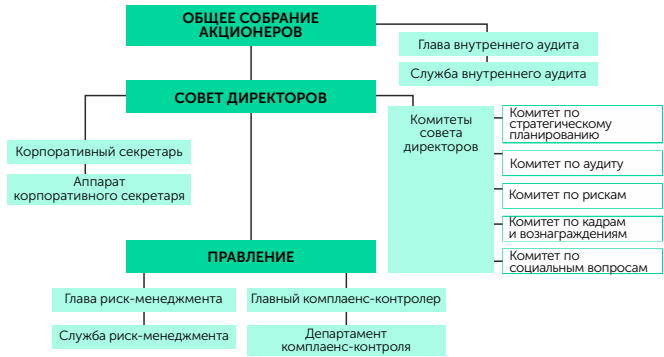 ОБЩЕЕ СОБРАНИЕ
АКЦИОНЕРОВ
Глава внутреннего аудита
Служба внутреннего аудита
СОВЕТ ДИРЕКТОРОВ
Корпоративный секретарь
Аппарат
корпоративного секретаря
Комитеты
совета
директоров
Комитет по
стратегическому
планированию
Комитет по аудиту
Комитет по рискам
Комитет по кадрам
и вознаграждениям
Комитет по
социальным вопросам
ПРАВЛЕНИЕ
Глава риск-менеджмента
Служба риск-менеджмента
Главный комплаенс-контролер
Департамент
комплаенс-контроля